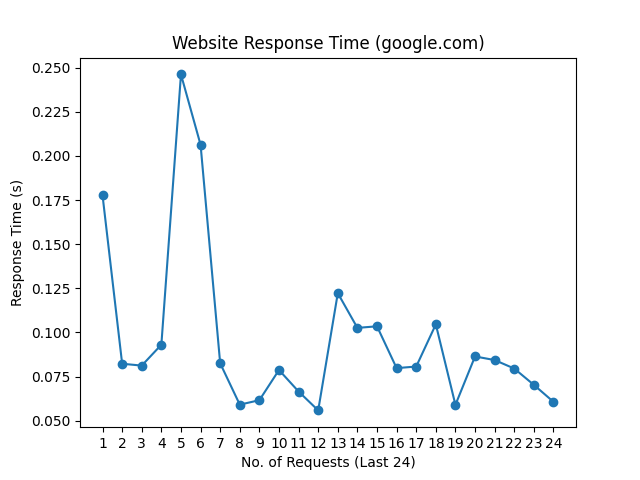 Website Response Time (google.com)
0.250
0.225
0.200
0.175
0.150
0.125
0.100
0.075
0.050
Response Time (s)
1 2 3 4 5 6 7 8 9 10 11 12 13 14 15 16 17 18 19 20 21 22 23 24
No. of Requests (Last 24)